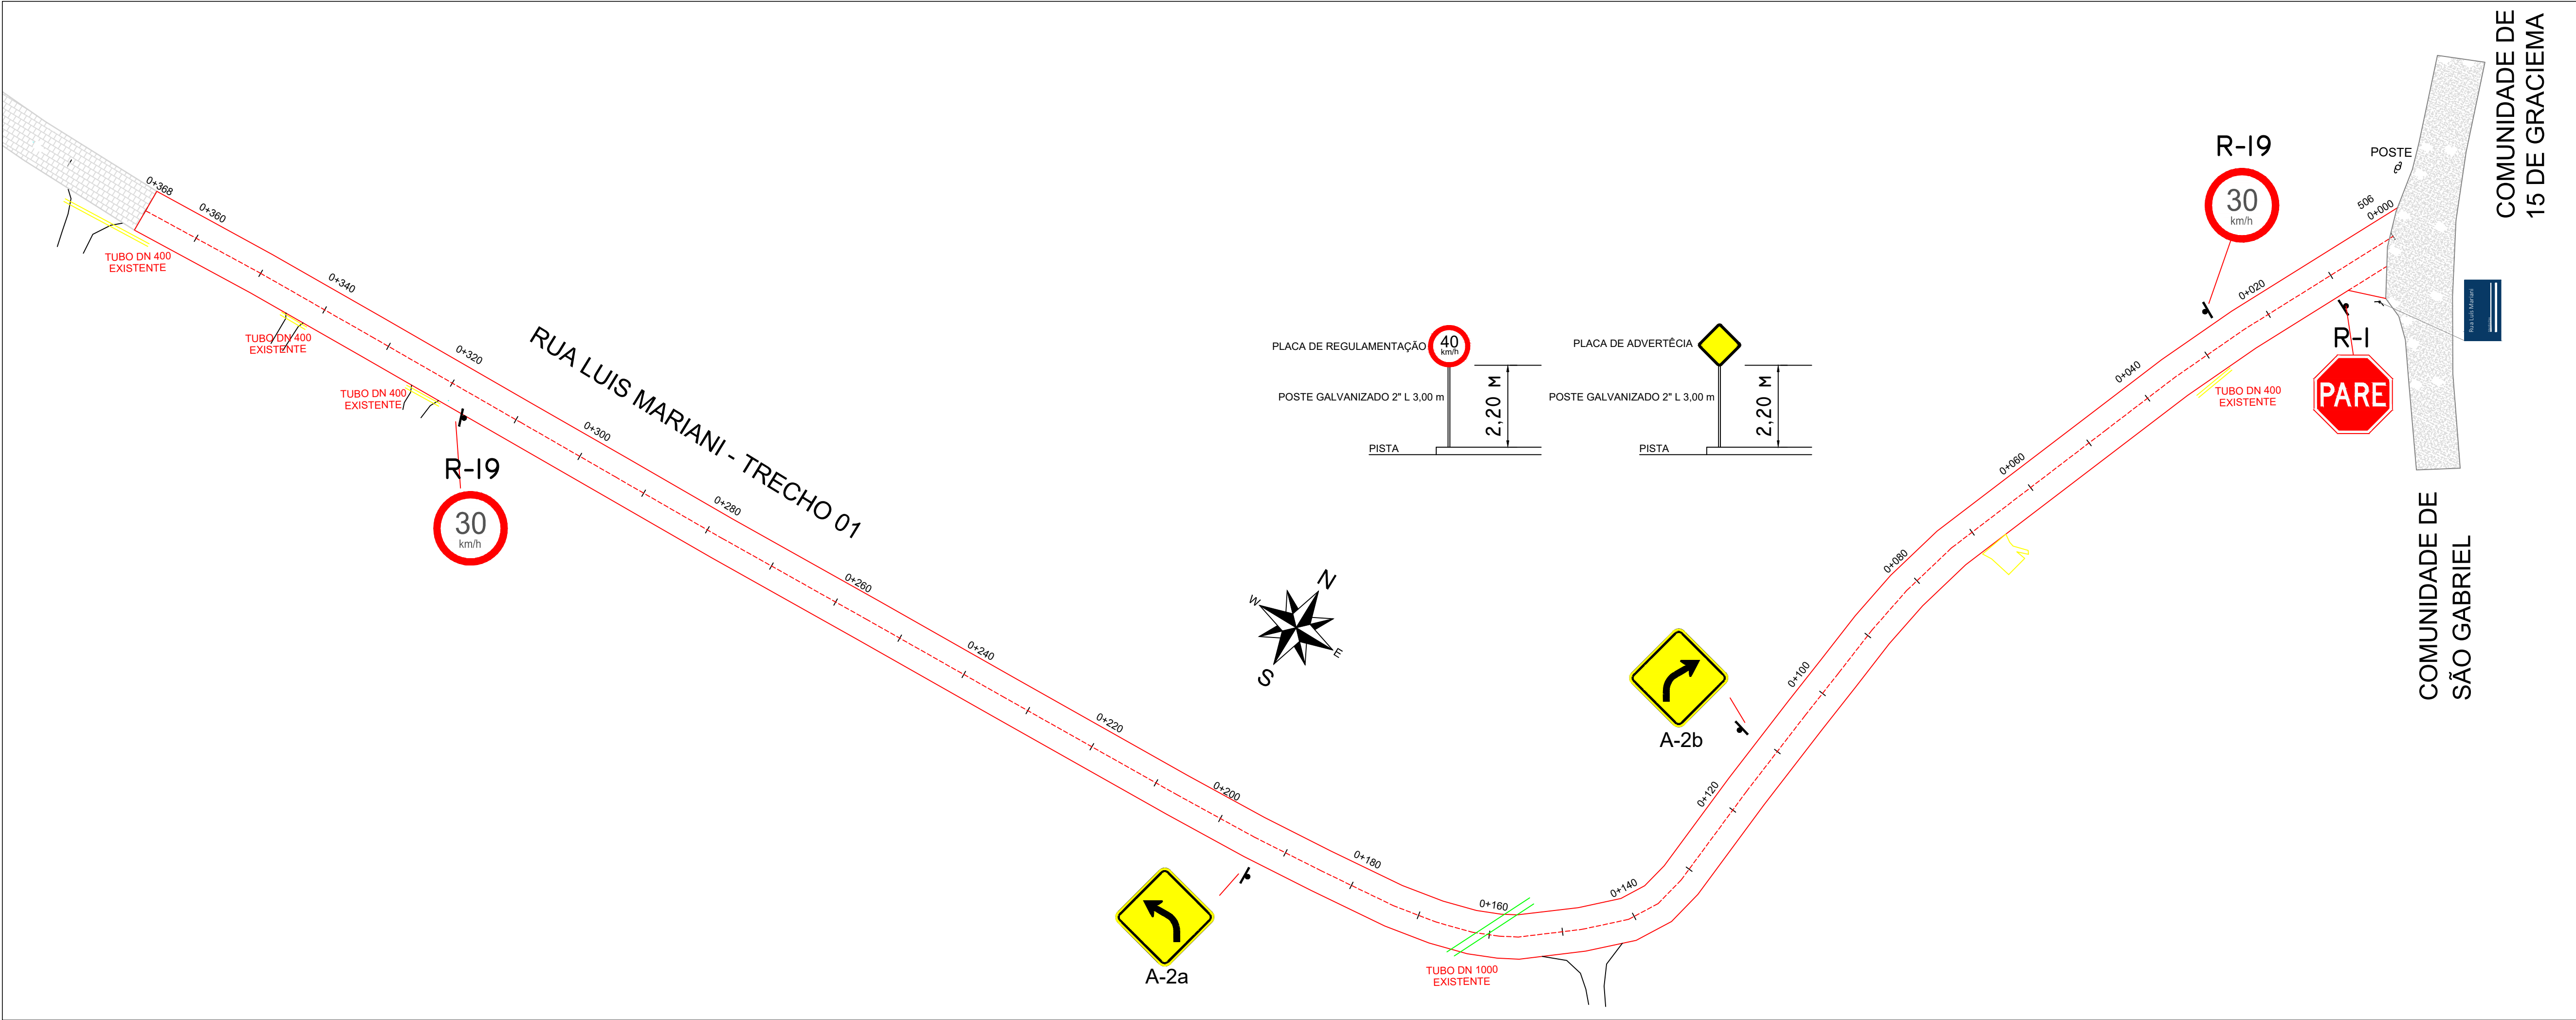 COMUNIDADE DE
15 DE GRACIEMA
POSTE
R-19
30
km/h
506
0+000
0+020
Rua Luis Mariani
R-1
PARE
0+040
TUBO DN 400
EXISTENTE
0+060
0+080
0+100
0+120
0+140
0+160
0+180
0+200
0+220
0+240
0+260
0+280
0+300
0+320
0+340
0+360
0+368
COMUNIDADE DE
SÃO GABRIEL
TUBO DN 400
EXISTENTE
TUBO DN 400
EXISTENTE
TUBO DN 400
EXISTENTE
R-19
30
km/h
RUA LUIS MARIANI - TRECHO 01
PLACA DE REGULAMENTAÇÃO
40
km/h
POSTE GALVANIZADO 2" L 3,00 m
2,20 M
PISTA
PLACA DE ADVERTÊCIA
POSTE GALVANIZADO 2" L 3,00 m
2,20 M
PISTA
N
W
E
S
A-2b
A-2a
TUBO DN 1000
EXISTENTE